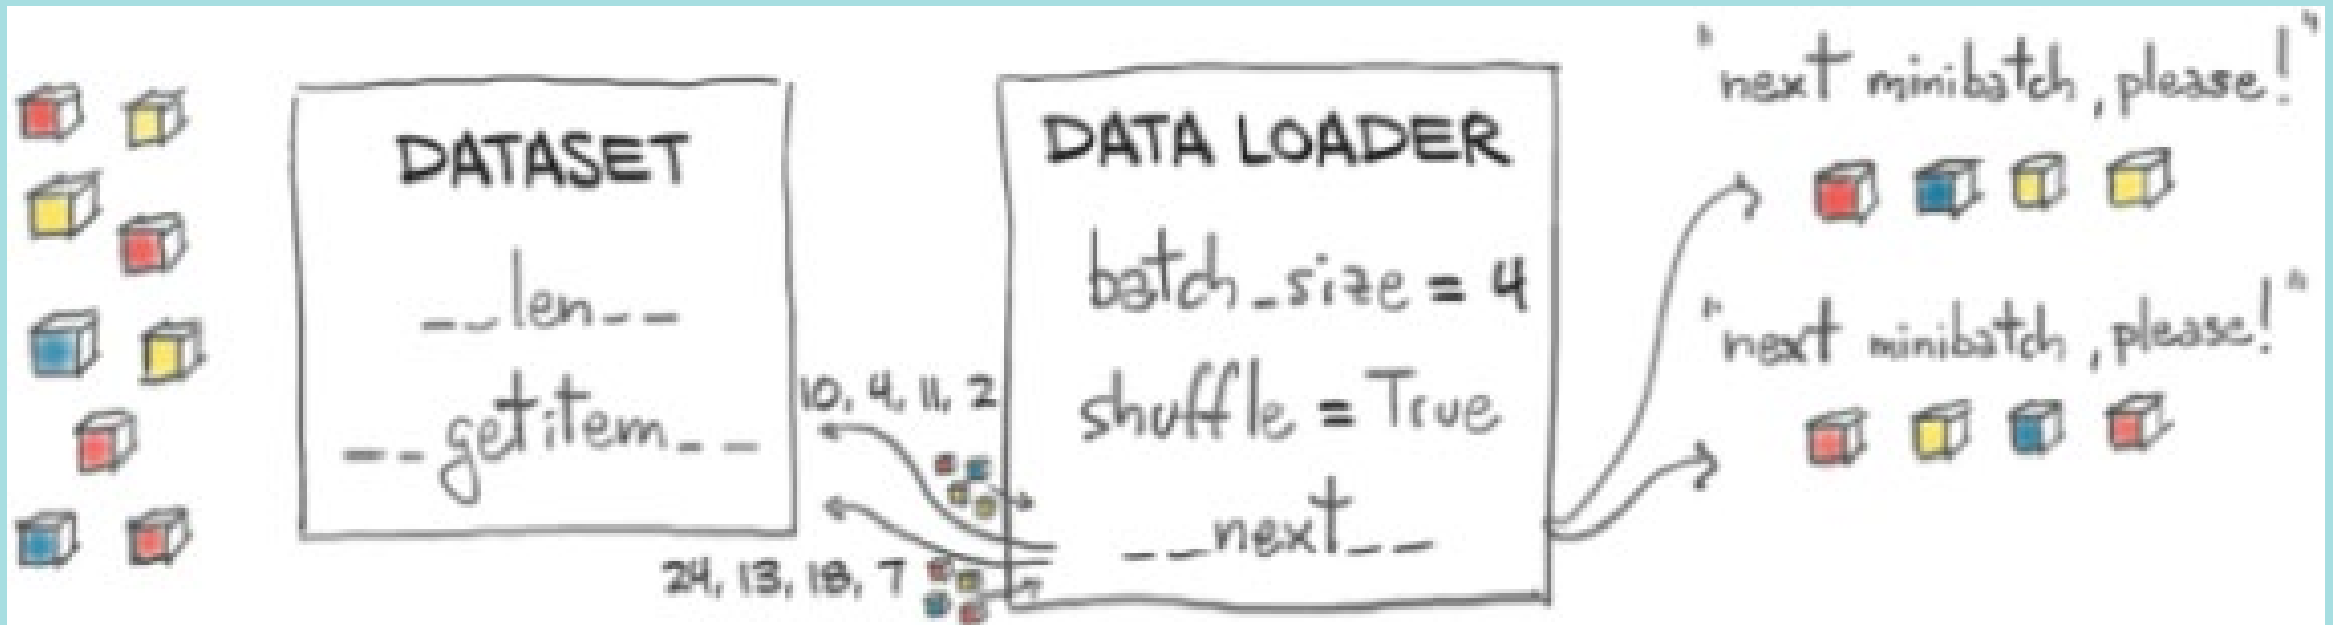 DATASET
__len__
__getitem__
10, 4, 11, 2
24, 13, 18, 7
DATA LOADER
batch_size = 4
shuffle = True
__next__
"next minibatch, please!"
"next minibatch, please!"